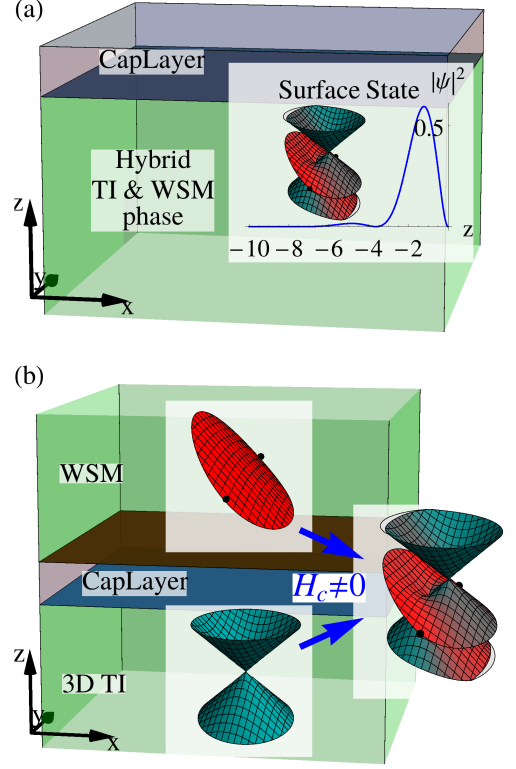 (a)
CapLayer
Surface State |ψ|²
0.5
Hybrid
TI & WSM
phase
z
−10 −8 −6 −4 −2
z
y
x
(b)
WSM
CapLayer
H_c≠0
z
3D TI
y
x